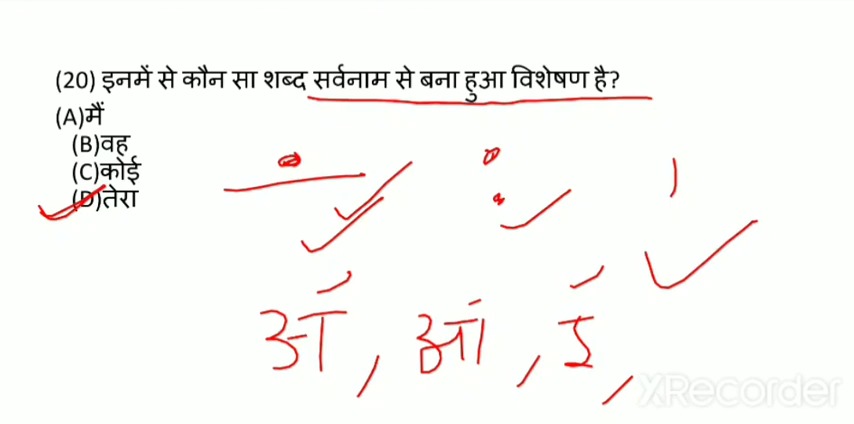 (20) इनमें से कौन सा शब्द सर्वनाम से बना हुआ विशेषण है?
(A)मैं
(B)वह
(C)कोई
(D)तेरा
XRecorder